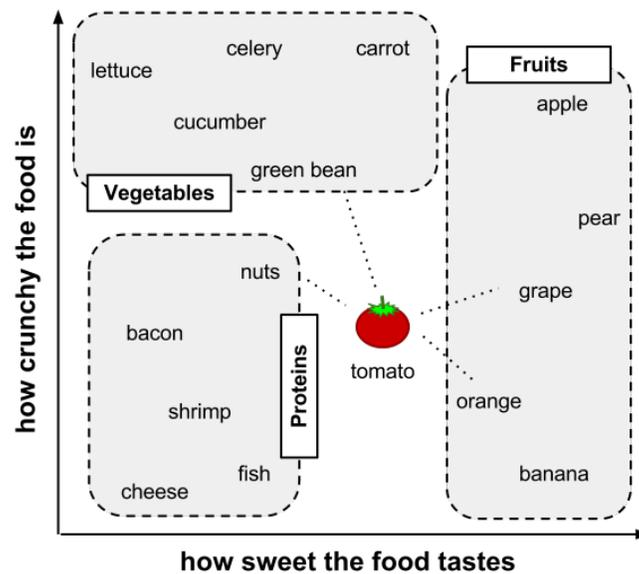 celery
carrot
lettuce
Fruits
apple
cucumber
green bean
Vegetables
pear
nuts
grape
bacon
Proteins
tomato
orange
shrimp
fish
banana
cheese
how crunchy the food is
how sweet the food tastes